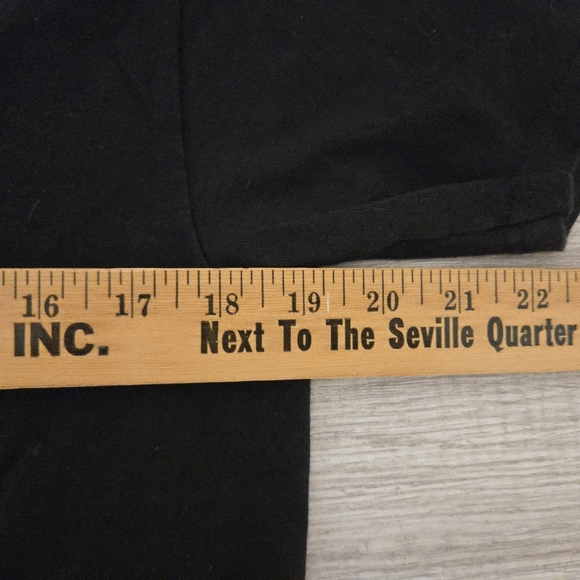 16 17 18 19 20 21 22
INC. Next To The Seville Quarter